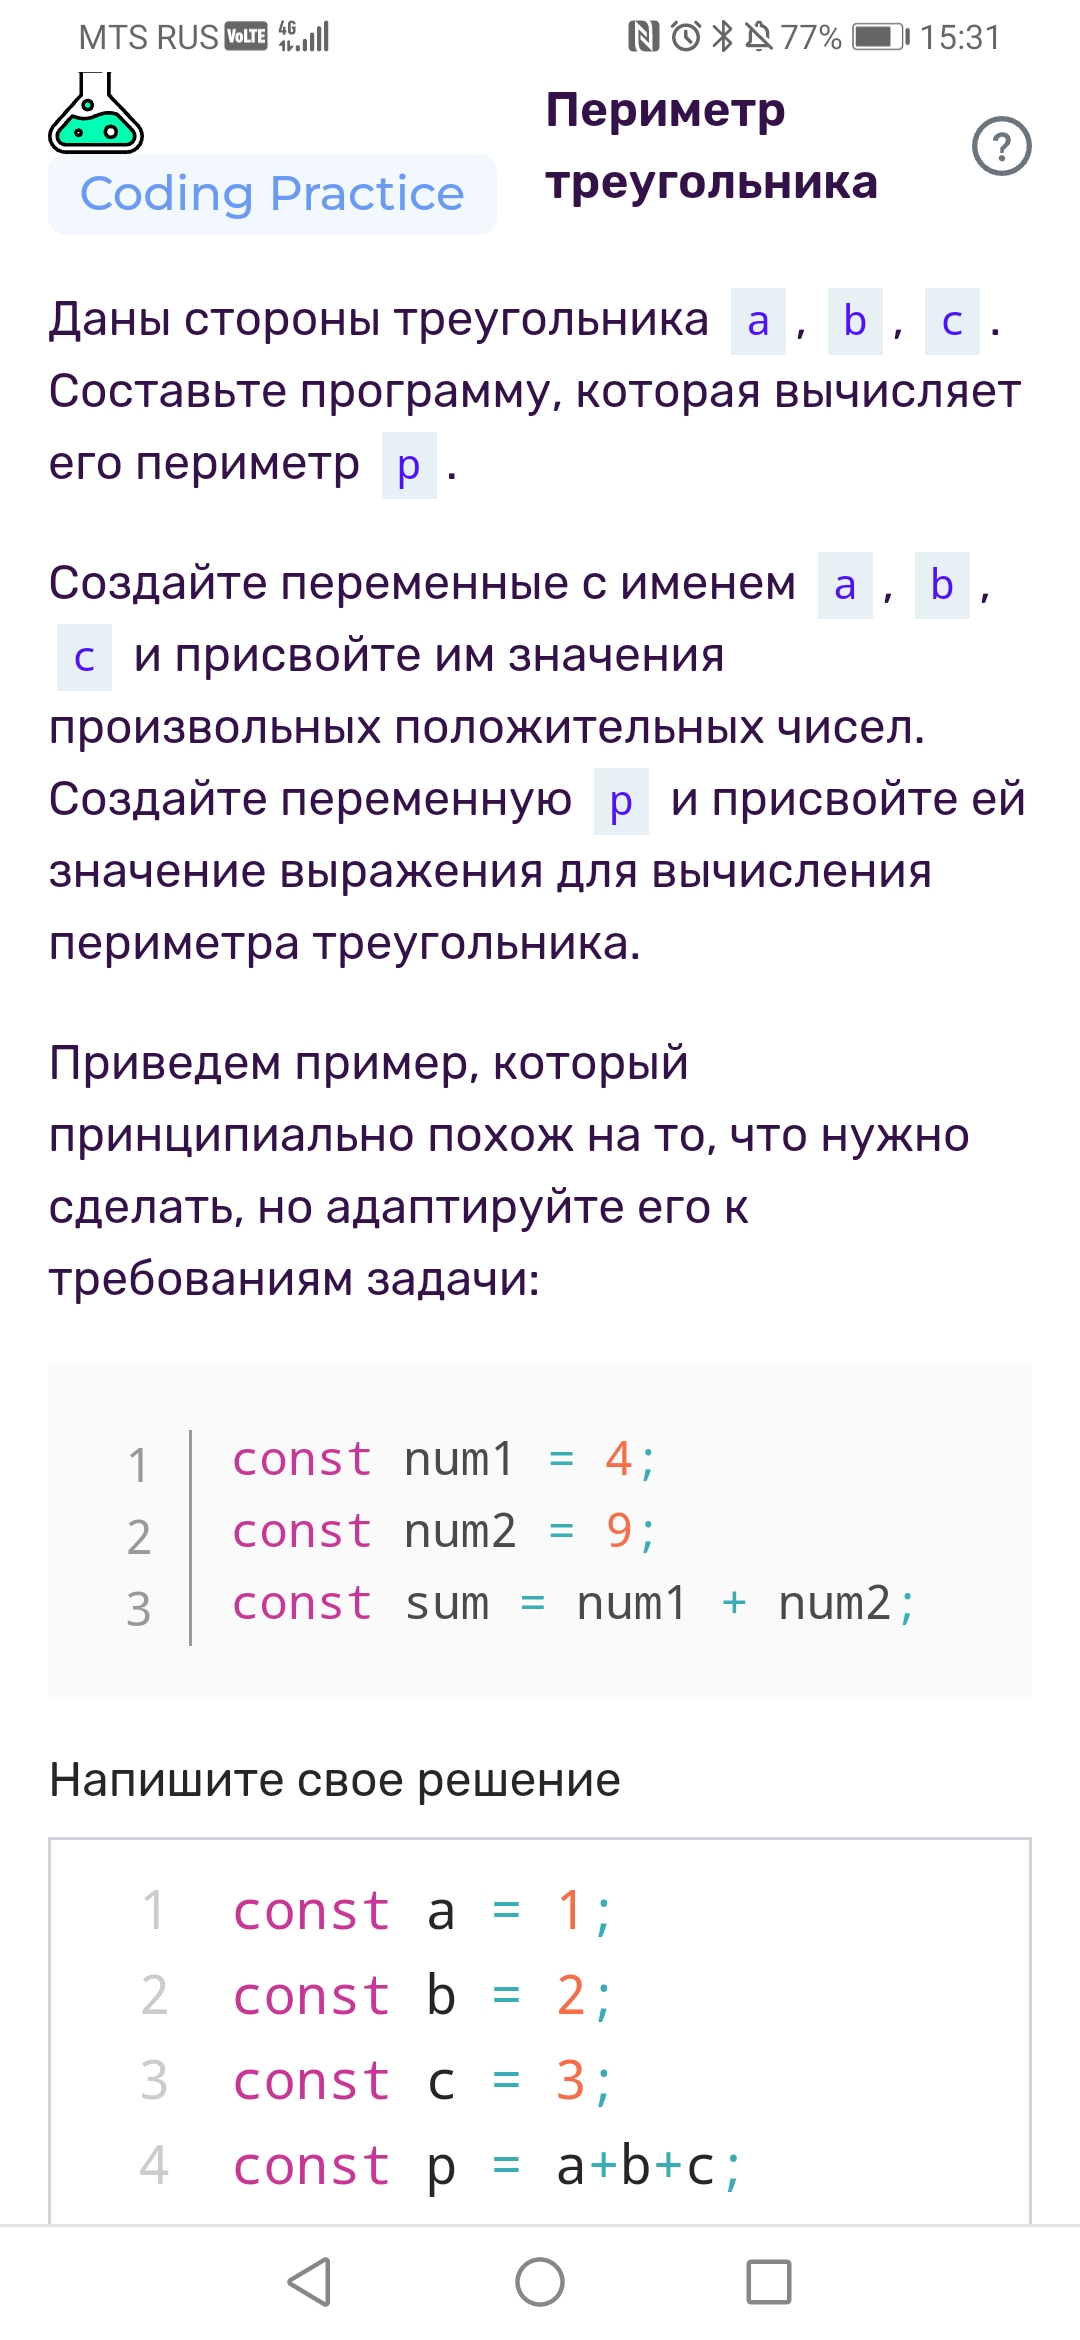 MTS RUS VoLTE 4G 77% 15:31
Периметр
треугольника
?
Coding Practice
Даны стороны треугольника a , b , c .
Составьте программу, которая вычисляет
его периметр p .
Создайте переменные с именем a , b ,
c и присвойте им значения
произвольных положительных чисел.
Создайте переменную p и присвойте ей
значение выражения для вычисления
периметра треугольника.
Приведем пример, который
принципиально похож на то, что нужно
сделать, но адаптируйте его к
требованиям задачи:
1 const num1 = 4;
2 const num2 = 9;
3 const sum = num1 + num2;
Напишите свое решение
1 const a = 1;
2 const b = 2;
3 const c = 3;
4 const p = a+b+c;